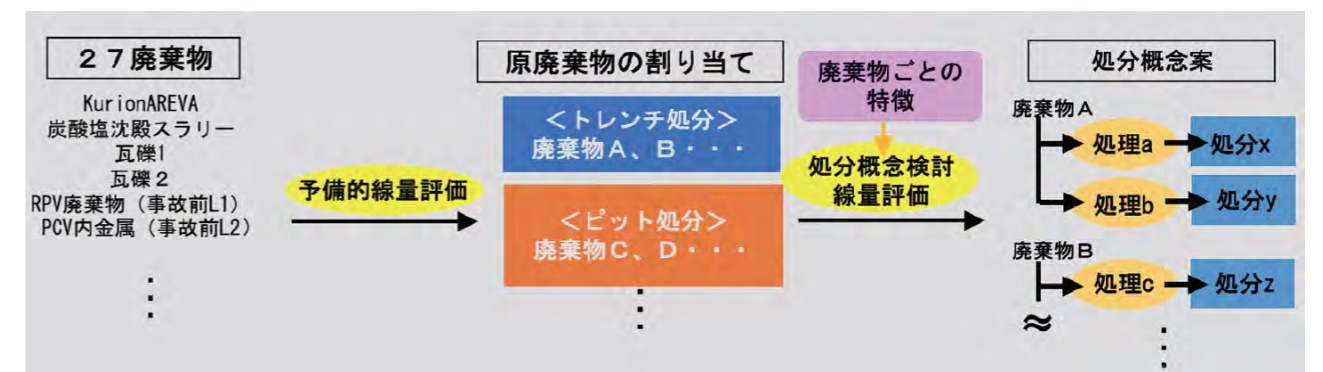 ２７廃棄物
KurionAREVA
炭酸塩沈殿スラリー
瓦礫1
瓦礫２
RPV廃棄物（事故前L1）
PCV内金属（事故前L2）
予備的線量評価
原廃棄物の割り当て
＜トレンチ処分＞
廃棄物A、B・・・
＜ピット処分＞
廃棄物C、D・・・
廃棄物ごとの
特徴
処分概念検討
線量評価
処分概念案
廃棄物A
処理a
処分x
処理b
処分y
廃棄物B
処理c
処分z
≈